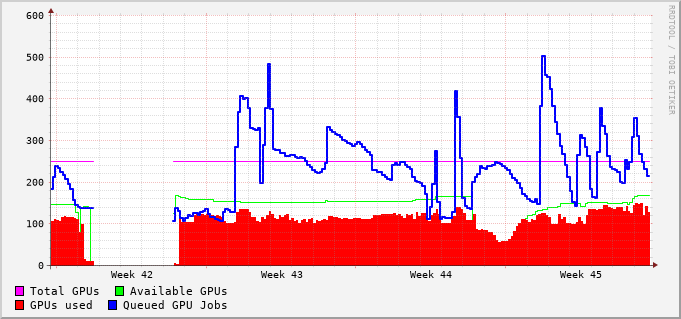 600
500
400
300
200
100
0
Week 42 Week 43 Week 44 Week 45
Total GPUs Available GPUs
GPUs used Queued GPU Jobs
RRDTOOL / TOBI OETIKER